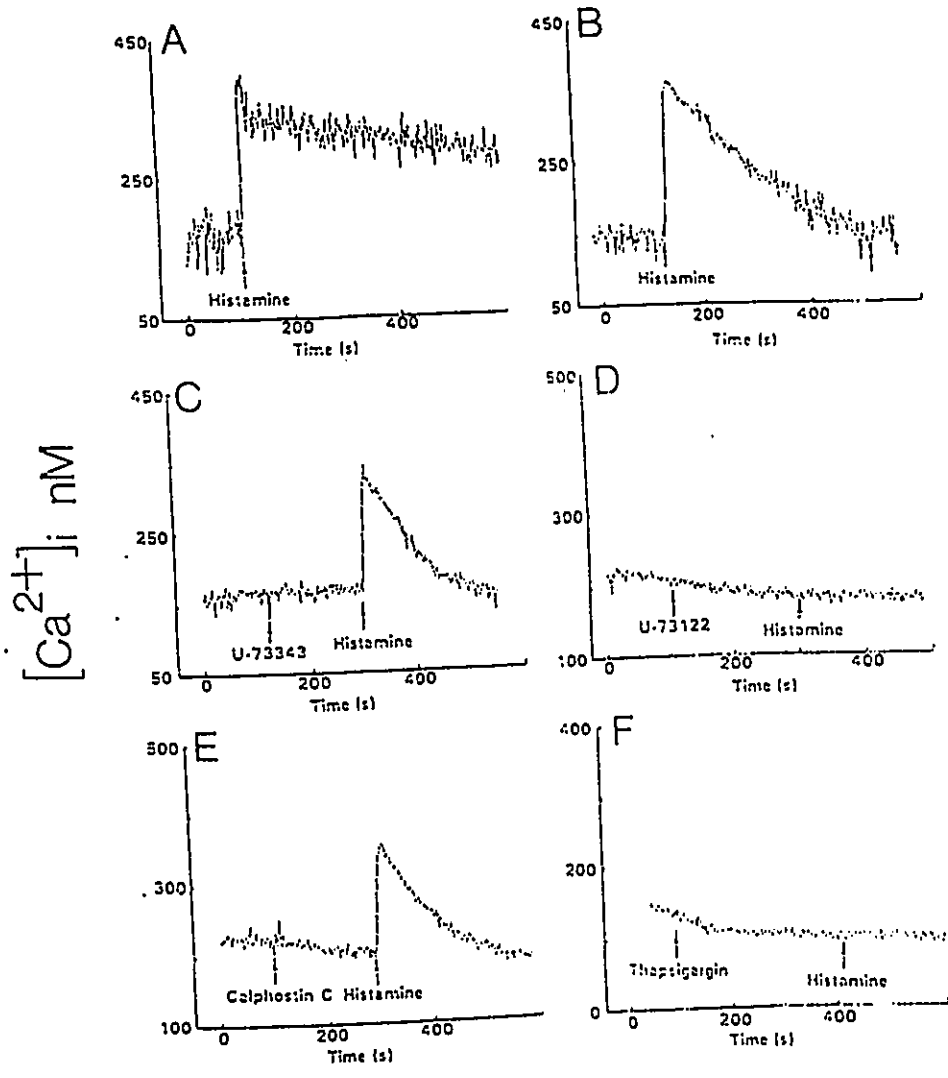 [Ca2+]i nM
A
450
250
50
Histamine
0
200
400
Time (s)
B
450
250
50
Histamine
0
200
400
Time (s)
C
450
250
50
U-73343
Histamine
0
200
400
Time (s)
D
500
300
100
U-73122
Histamine
0
200
400
Time (s)
E
500
300
100
Calphostin C
Histamine
0
200
400
Time (s)
F
400
200
0
Thapsigargin
Histamine
0
200
400
Time (s)